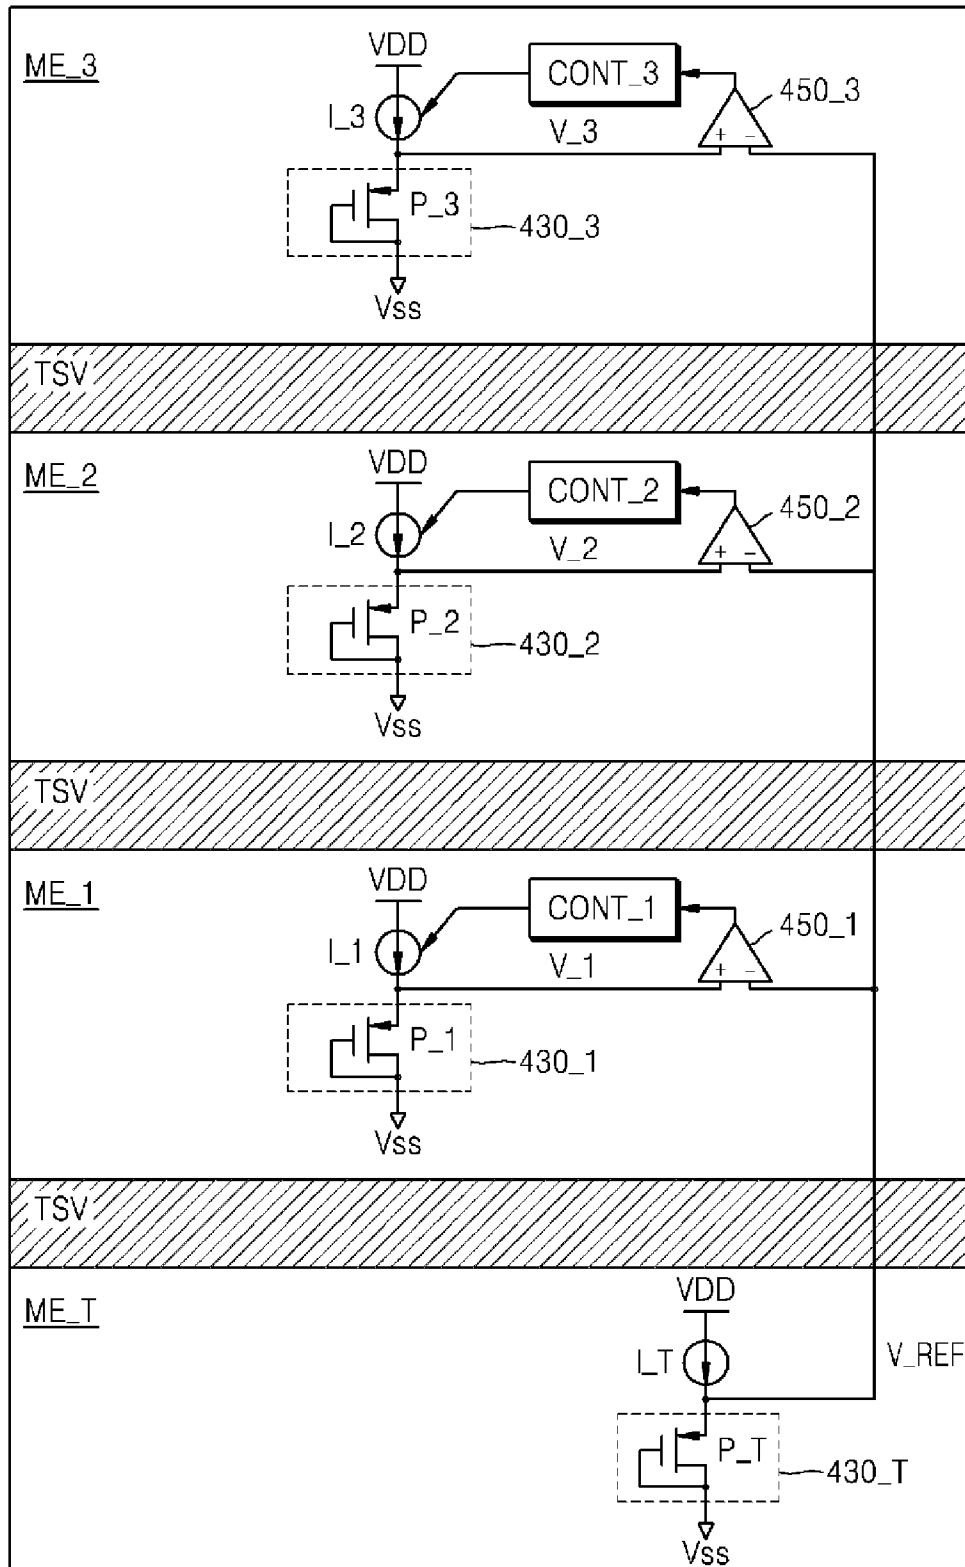 ME_3
VDD
CONT_3
450_3
I_3
V_3
+ −
P_3
430_3
Vss
TSV
ME_2
VDD
CONT_2
450_2
I_2
V_2
+ −
P_2
430_2
Vss
TSV
ME_1
VDD
CONT_1
450_1
I_1
V_1
+ −
P_1
430_1
Vss
TSV
ME_T
VDD
I_T
V_REF
P_T
430_T
Vss